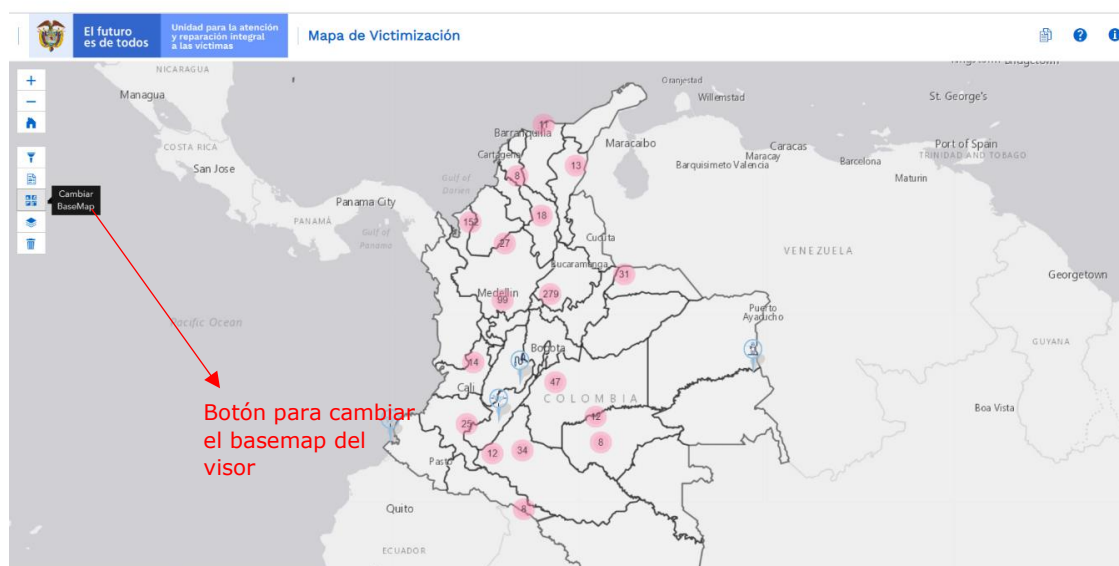 El futuro
es de todos
Unidad para la atención
y reparación integral
a las víctimas
Mapa de Victimización
NICARAGUA
Managua
Oranjestad
Willemstad
St. George's
COSTA RICA
San Jose
Barranquilla
11
Maracaibo
Caracas
Maracay
Barquisimeto
Valencia
Barcelona
Port of Spain
TRINIDAD AND TOBAGO
Maturin
Cartagena
8
13
Gulf of
Darien
Cambiar
BaseMap
Panama City
PANAMÁ
Gulf of
Panama
152
18
27
Cucuta
VENEZUELA
Bucaramanga
31
Georgetown
Medellin
99
279
Puerto
Ayacucho
Pacific Ocean
GUYANA
Bogota
14
47
Cali
COLOMBIA
Botón para cambiar
el basemap del
visor
Boa Vista
25
12
8
12
34
Pasto
Quito
8
ECUADOR